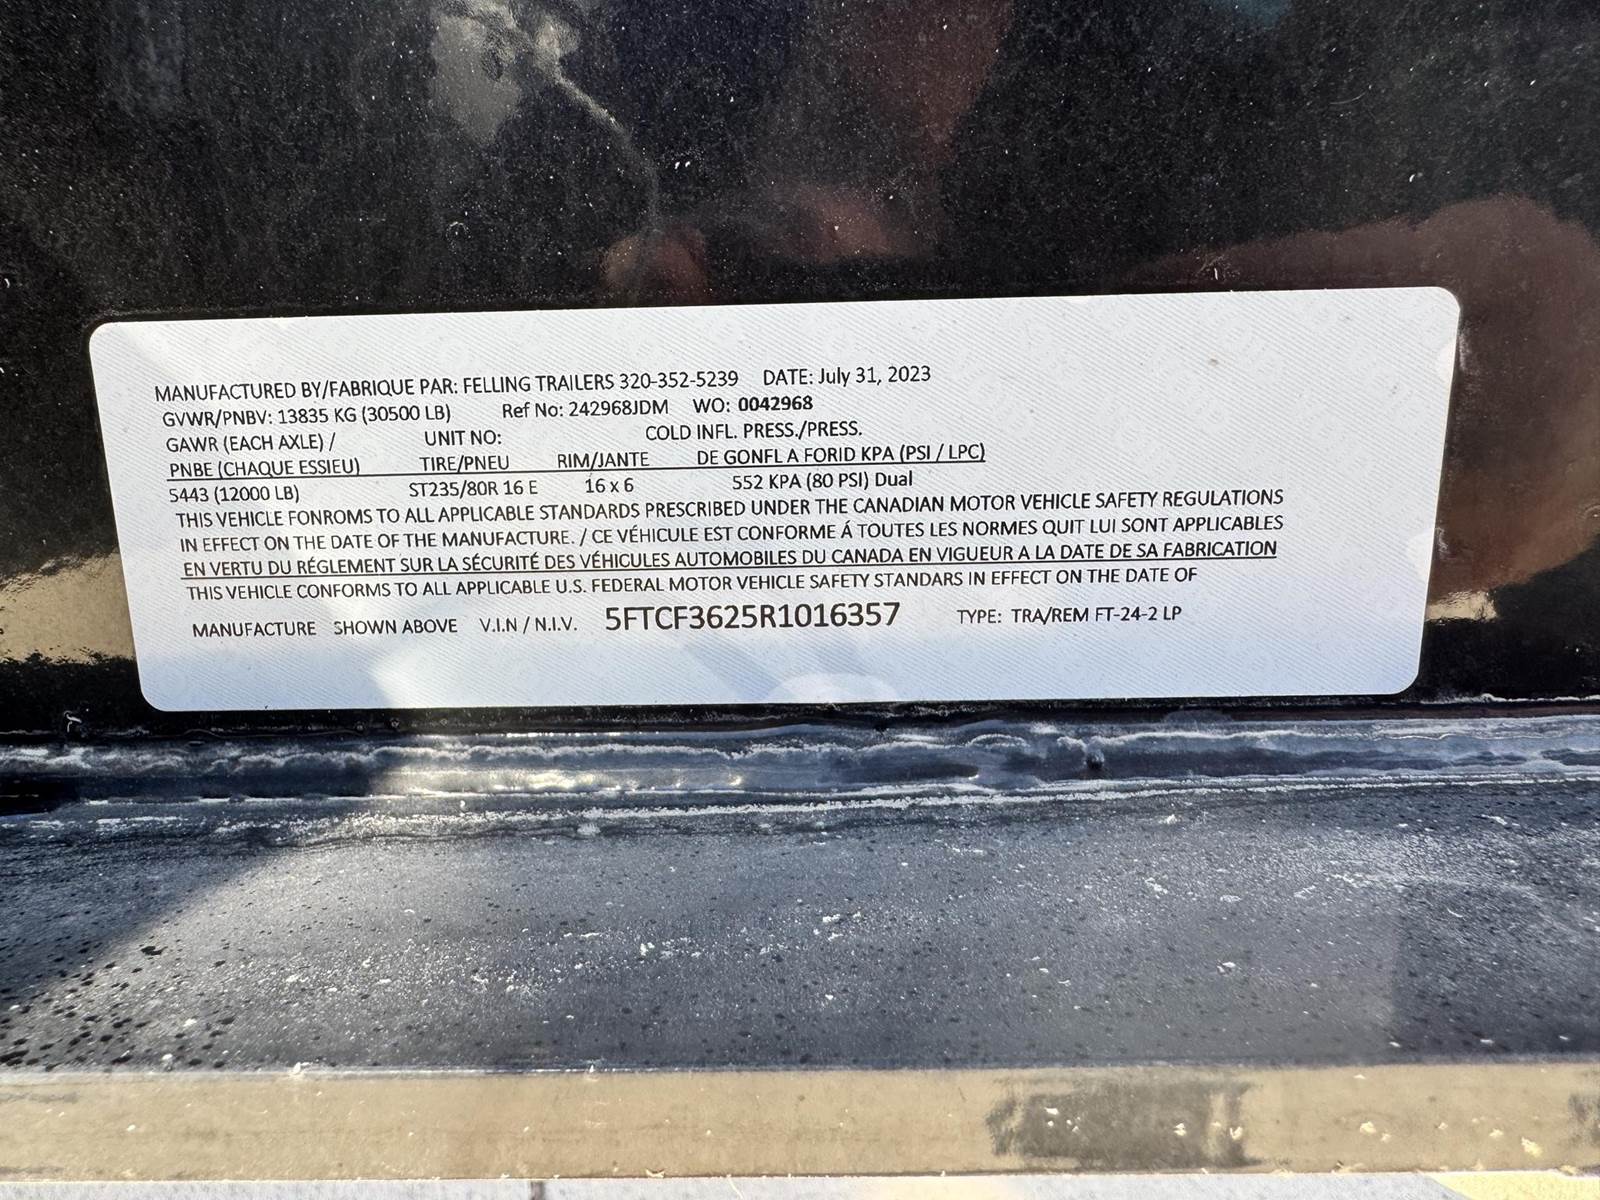 MANUFACTURED BY/FABRIQUE PAR: FELLING TRAILERS 320-352-5239 DATE: July 31, 2023
GVWR/PNBV: 13835 KG (30500 LB) Ref No: 242968JDM WO: 0042968
GAWR (EACH AXLE) / UNIT NO: COLD INFL. PRESS./PRESS.
PNBE (CHAQUE ESSIEU) TIRE/PNEU RIM/JANTE DE GONFL A FORID KPA (PSI / LPC)
5443 (12000 LB) ST235/80R 16 E 16 x 6 552 KPA (80 PSI) Dual
THIS VEHICLE FONROMS TO ALL APPLICABLE STANDARDS PRESCRIBED UNDER THE CANADIAN MOTOR VEHICLE SAFETY REGULATIONS
IN EFFECT ON THE DATE OF THE MANUFACTURE. / CE VÉHICULE EST CONFORME Á TOUTES LES NORMES QUIT LUI SONT APPLICABLES
EN VERTU DU RÉGLEMENT SUR LA SÉCURITÉ DES VÉHICULES AUTOMOBILES DU CANADA EN VIGUEUR A LA DATE DE SA FABRICATION
THIS VEHICLE CONFORMS TO ALL APPLICABLE U.S. FEDERAL MOTOR VEHICLE SAFETY STANDARS IN EFFECT ON THE DATE OF
MANUFACTURE SHOWN ABOVE V.I.N / N.I.V. 5FTCF3625R1016357 TYPE: TRA/REM FT-24-2 LP